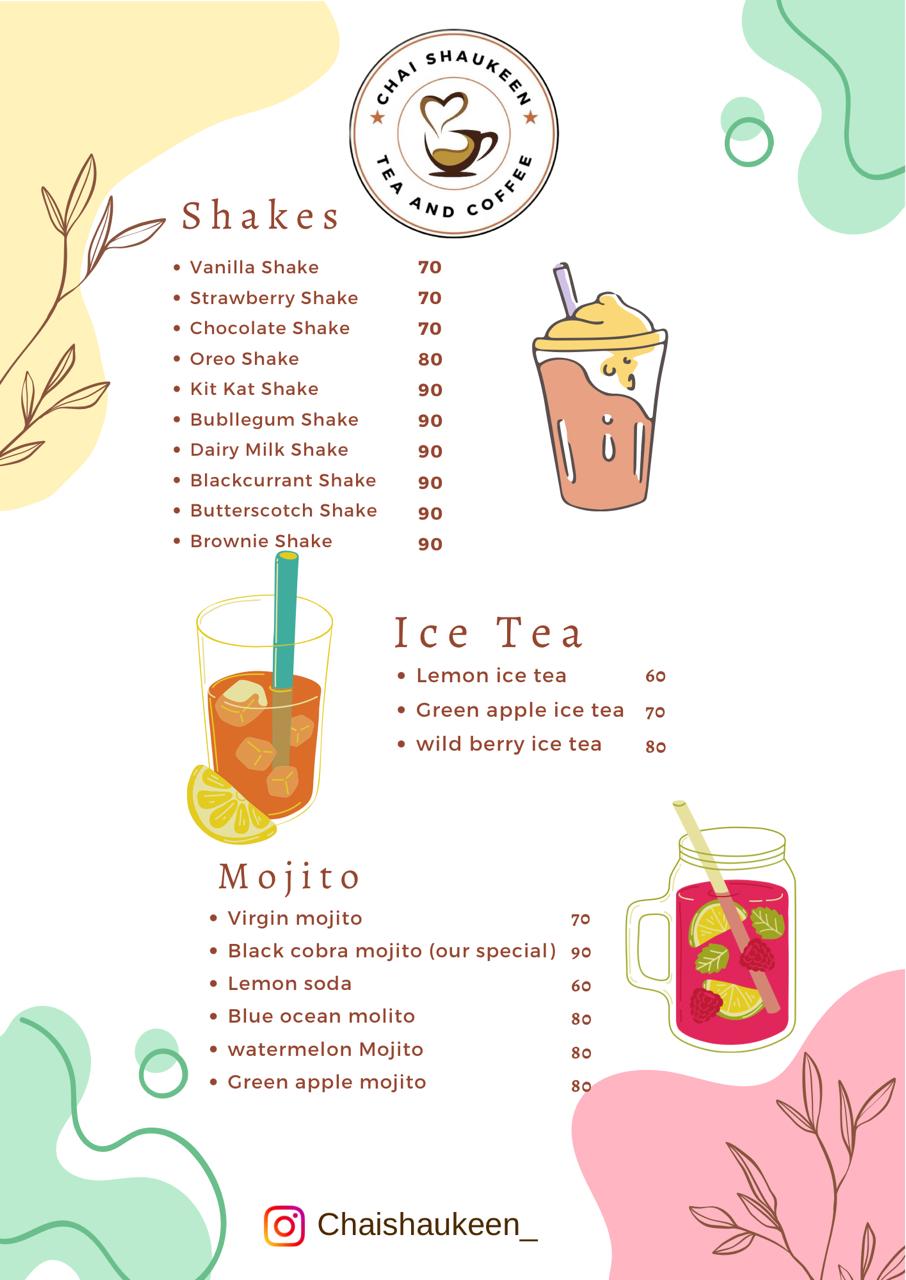 CHAI SHAUKEEN
TEA AND COFFEE
Shakes
• Vanilla Shake 70
• Strawberry Shake 70
• Chocolate Shake 70
• Oreo Shake 80
• Kit Kat Shake 90
• Bubllegum Shake 90
• Dairy Milk Shake 90
• Blackcurrant Shake 90
• Butterscotch Shake 90
• Brownie Shake 90
Ice Tea
• Lemon ice tea 60
• Green apple ice tea 70
• wild berry ice tea 80
Mojito
• Virgin mojito 70
• Black cobra mojito (our special) 90
• Lemon soda 60
• Blue ocean molito 80
• watermelon Mojito 80
• Green apple mojito 80
Chaishaukeen_